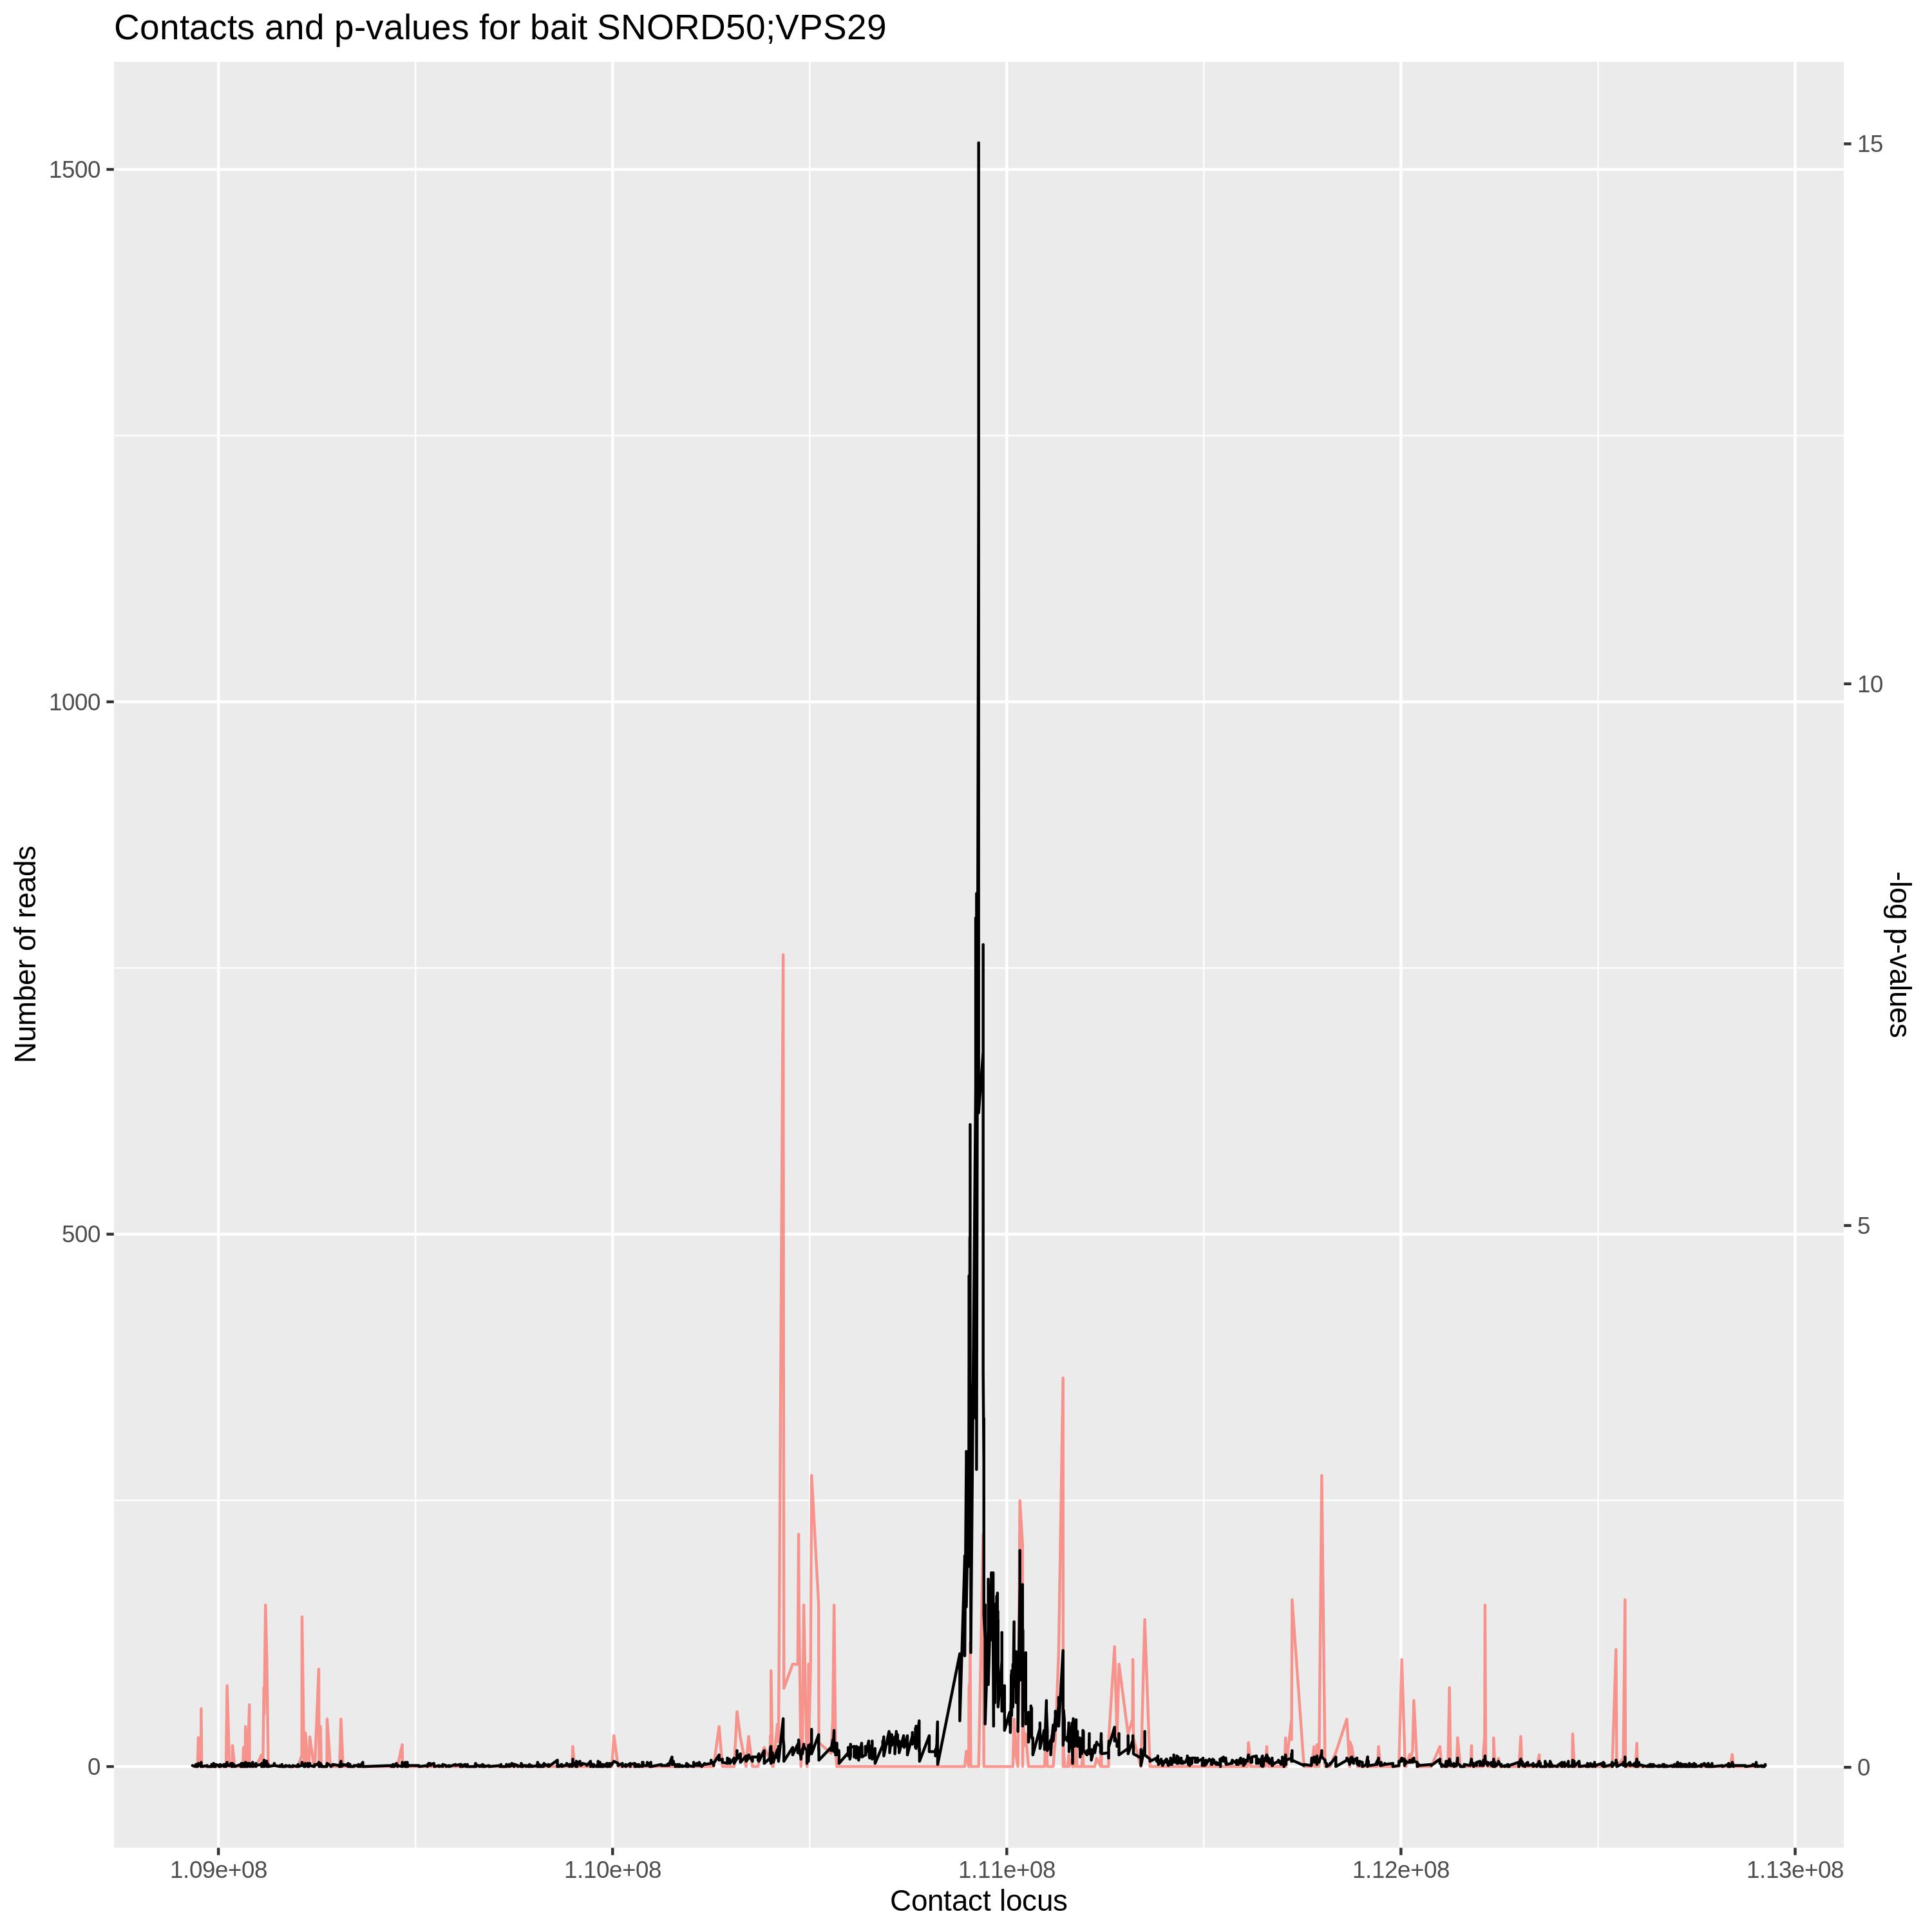 Contacts and p-values for bait SNORD50;VPS29
1500
1000
500
0
15
10
5
0
Number of reads
-log p-values
1.09e+08
1.10e+08
1.11e+08
1.12e+08
1.13e+08
Contact locus